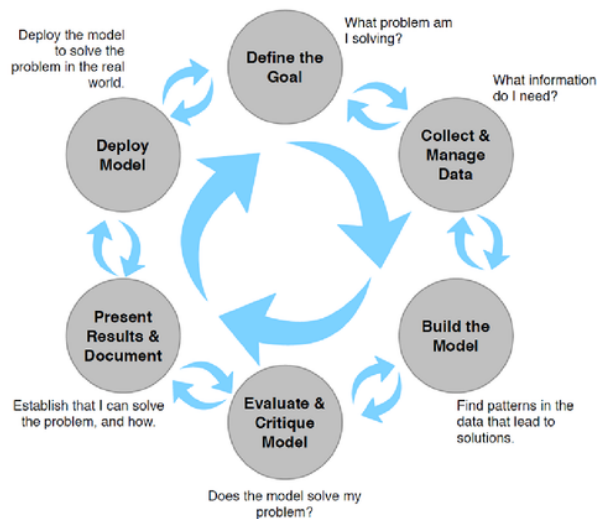 What problem am
I solving?
Define the
Goal
What information
do I need?
Collect &
Manage
Data
Build the
Model
Find patterns in the
data that lead to
solutions.
Evaluate &
Critique
Model
Does the model solve my
problem?
Present
Results &
Document
Establish that I can solve
the problem, and how.
Deploy
Model
Deploy the model
to solve the
problem in the real
world.